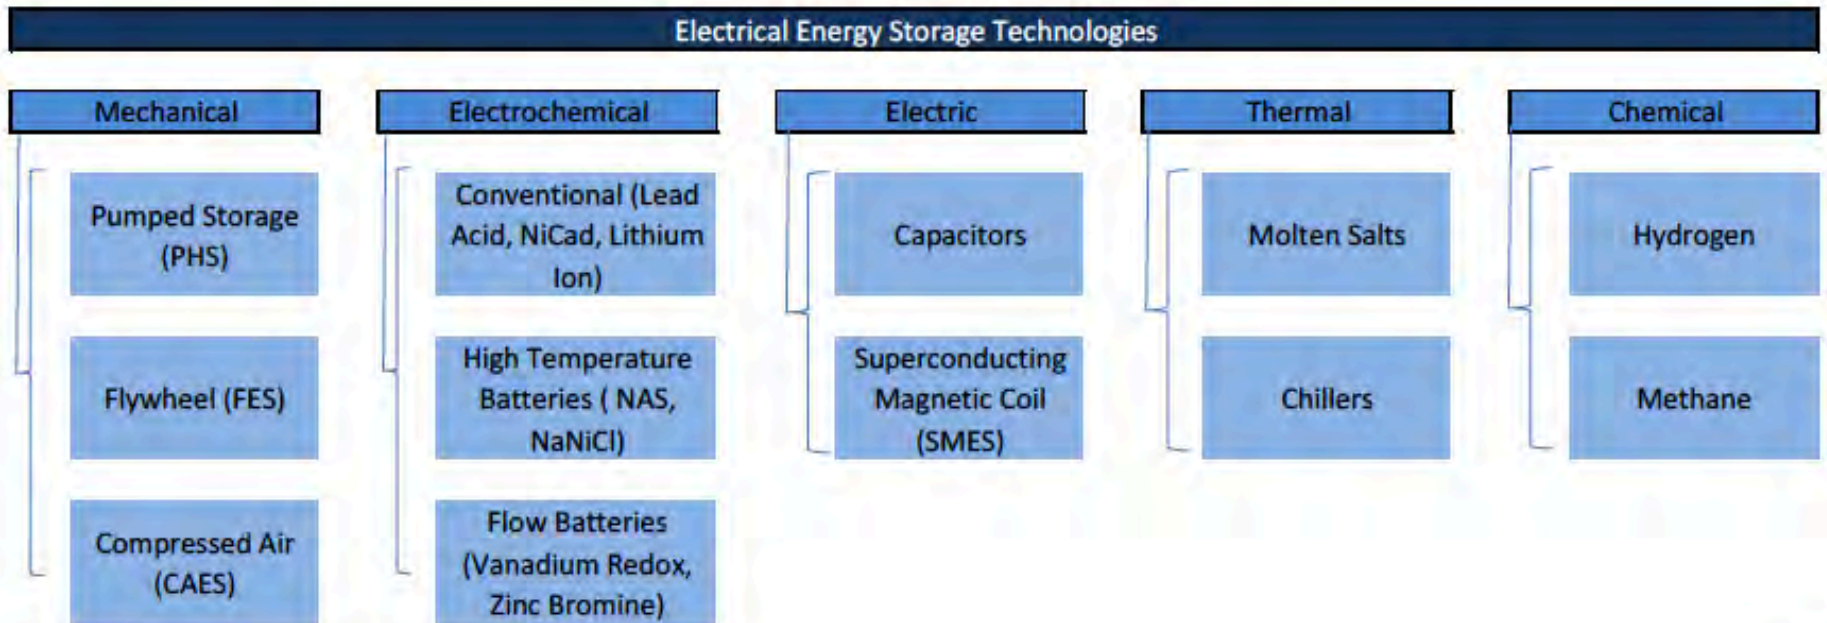 Electrical Energy Storage Technologies
Mechanical
Pumped Storage
(PHS)
Flywheel (FES)
Compressed Air
(CAES)
Electrochemical
Conventional (Lead
Acid, NiCad, Lithium
Ion)
High Temperature
Batteries ( NAS,
NaNiCl)
Flow Batteries
(Vanadium Redox,
Zinc Bromine)
Electric
Capacitors
Superconducting
Magnetic Coil
(SMES)
Thermal
Molten Salts
Chillers
Chemical
Hydrogen
Methane